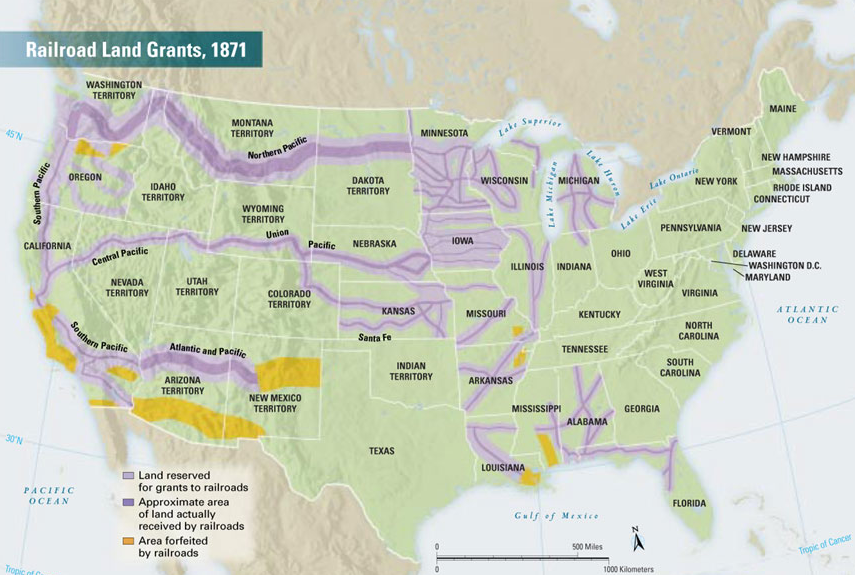 Railroad Land Grants, 1871
WASHINGTON
TERRITORY
MONTANA
TERRITORY
Northern Pacific
MINNESOTA
Lake Superior
MAINE
VERMONT
45°N
Southern Pacific
OREGON
IDAHO
TERRITORY
DAKOTA
TERRITORY
WISCONSIN
Lake Michigan
MICHIGAN
Lake Huron
Lake Ontario
Lake Erie
NEW YORK
NEW HAMPSHIRE
MASSACHUSETTS
RHODE ISLAND
CONNECTICUT
WYOMING
TERRITORY
CALIFORNIA
Central Pacific
Union
Pacific
NEBRASKA
IOWA
PENNSYLVANIA
NEW JERSEY
ILLINOIS
INDIANA
OHIO
DELAWARE
WASHINGTON D.C.
MARYLAND
WEST
VIRGINIA
VIRGINIA
NEVADA
TERRITORY
UTAH
TERRITORY
COLORADO
TERRITORY
KANSAS
MISSOURI
KENTUCKY
ATLANTIC
OCEAN
Southern Pacific
Atlantic and Pacific
Santa Fe
TENNESSEE
NORTH
CAROLINA
SOUTH
CAROLINA
ARIZONA
TERRITORY
NEW MEXICO
TERRITORY
INDIAN
TERRITORY
ARKANSAS
MISSISSIPPI
ALABAMA
GEORGIA
30°N
TEXAS
LOUISIANA
FLORIDA
PACIFIC
OCEAN
Gulf of Mexico
Land reserved
for grants to railroads
Approximate area
of land actually
received by railroads
Area forfeited
by railroads
N
0 500 Miles
0 1000 Kilometers
Tropic of Cancer
Tropic of Ca